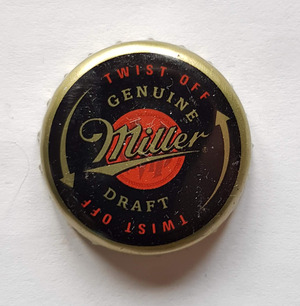 TWIST OFF
GENUINE
Miller
DRAFT
TWIST OFF